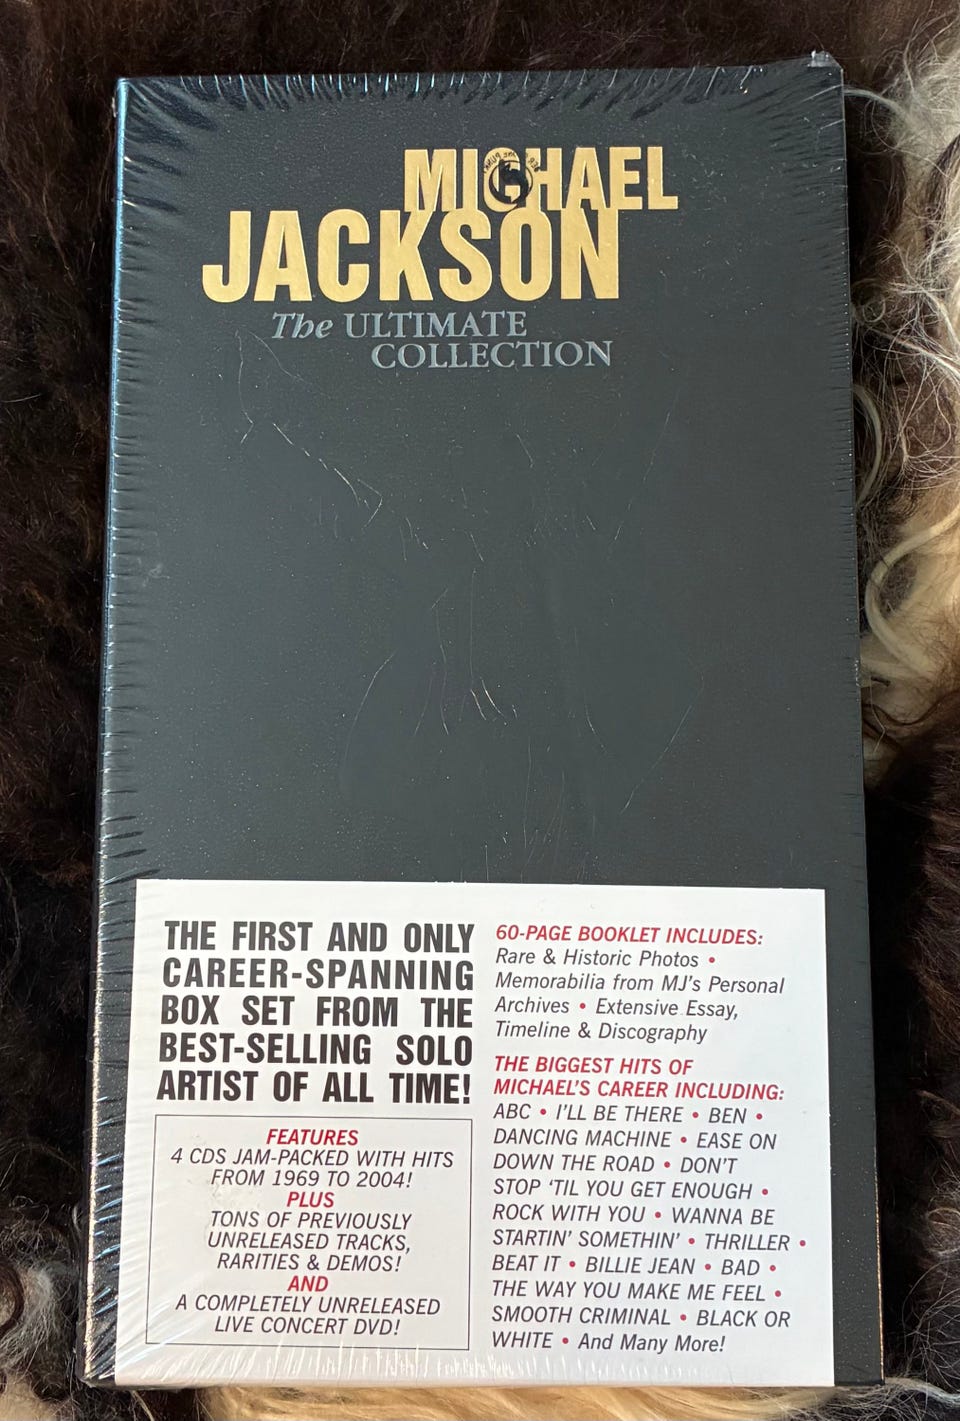 MICHAEL
JACKSON
The ULTIMATE
COLLECTION
THE FIRST AND ONLY
CAREER-SPANNING
BOX SET FROM THE
BEST-SELLING SOLO
ARTIST OF ALL TIME!
FEATURES
4 CDS JAM-PACKED WITH HITS
FROM 1969 TO 2004!
PLUS
TONS OF PREVIOUSLY
UNRELEASED TRACKS,
RARITIES & DEMOS!
AND
A COMPLETELY UNRELEASED
LIVE CONCERT DVD!
60-PAGE BOOKLET INCLUDES:
Rare & Historic Photos •
Memorabilia from MJ's Personal
Archives • Extensive Essay,
Timeline & Discography
THE BIGGEST HITS OF
MICHAEL'S CAREER INCLUDING:
ABC • I'LL BE THERE • BEN •
DANCING MACHINE • EASE ON
DOWN THE ROAD • DON'T
STOP 'TIL YOU GET ENOUGH •
ROCK WITH YOU • WANNA BE
STARTIN' SOMETHIN' • THRILLER •
BEAT IT • BILLIE JEAN • BAD •
THE WAY YOU MAKE ME FEEL •
SMOOTH CRIMINAL • BLACK OR
WHITE • And Many More!